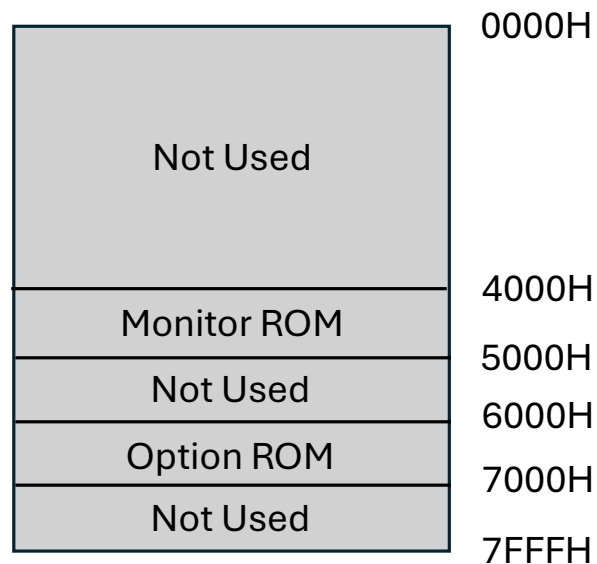 0000H
Not Used
4000H
Monitor ROM
5000H
Not Used
6000H
Option ROM
7000H
Not Used
7FFFH